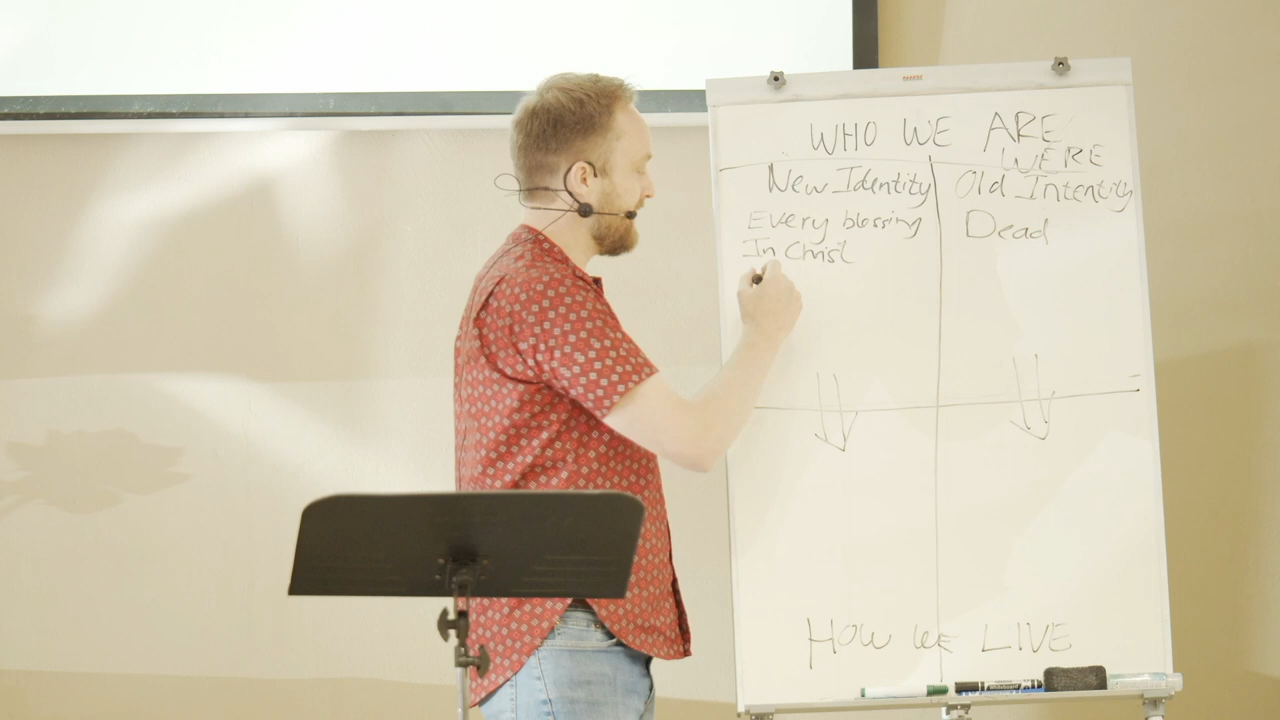 WHO WE ARE
WERE
New Identity Old Intentity
Every blessing Dead
In Christ
HOW WE LIVE